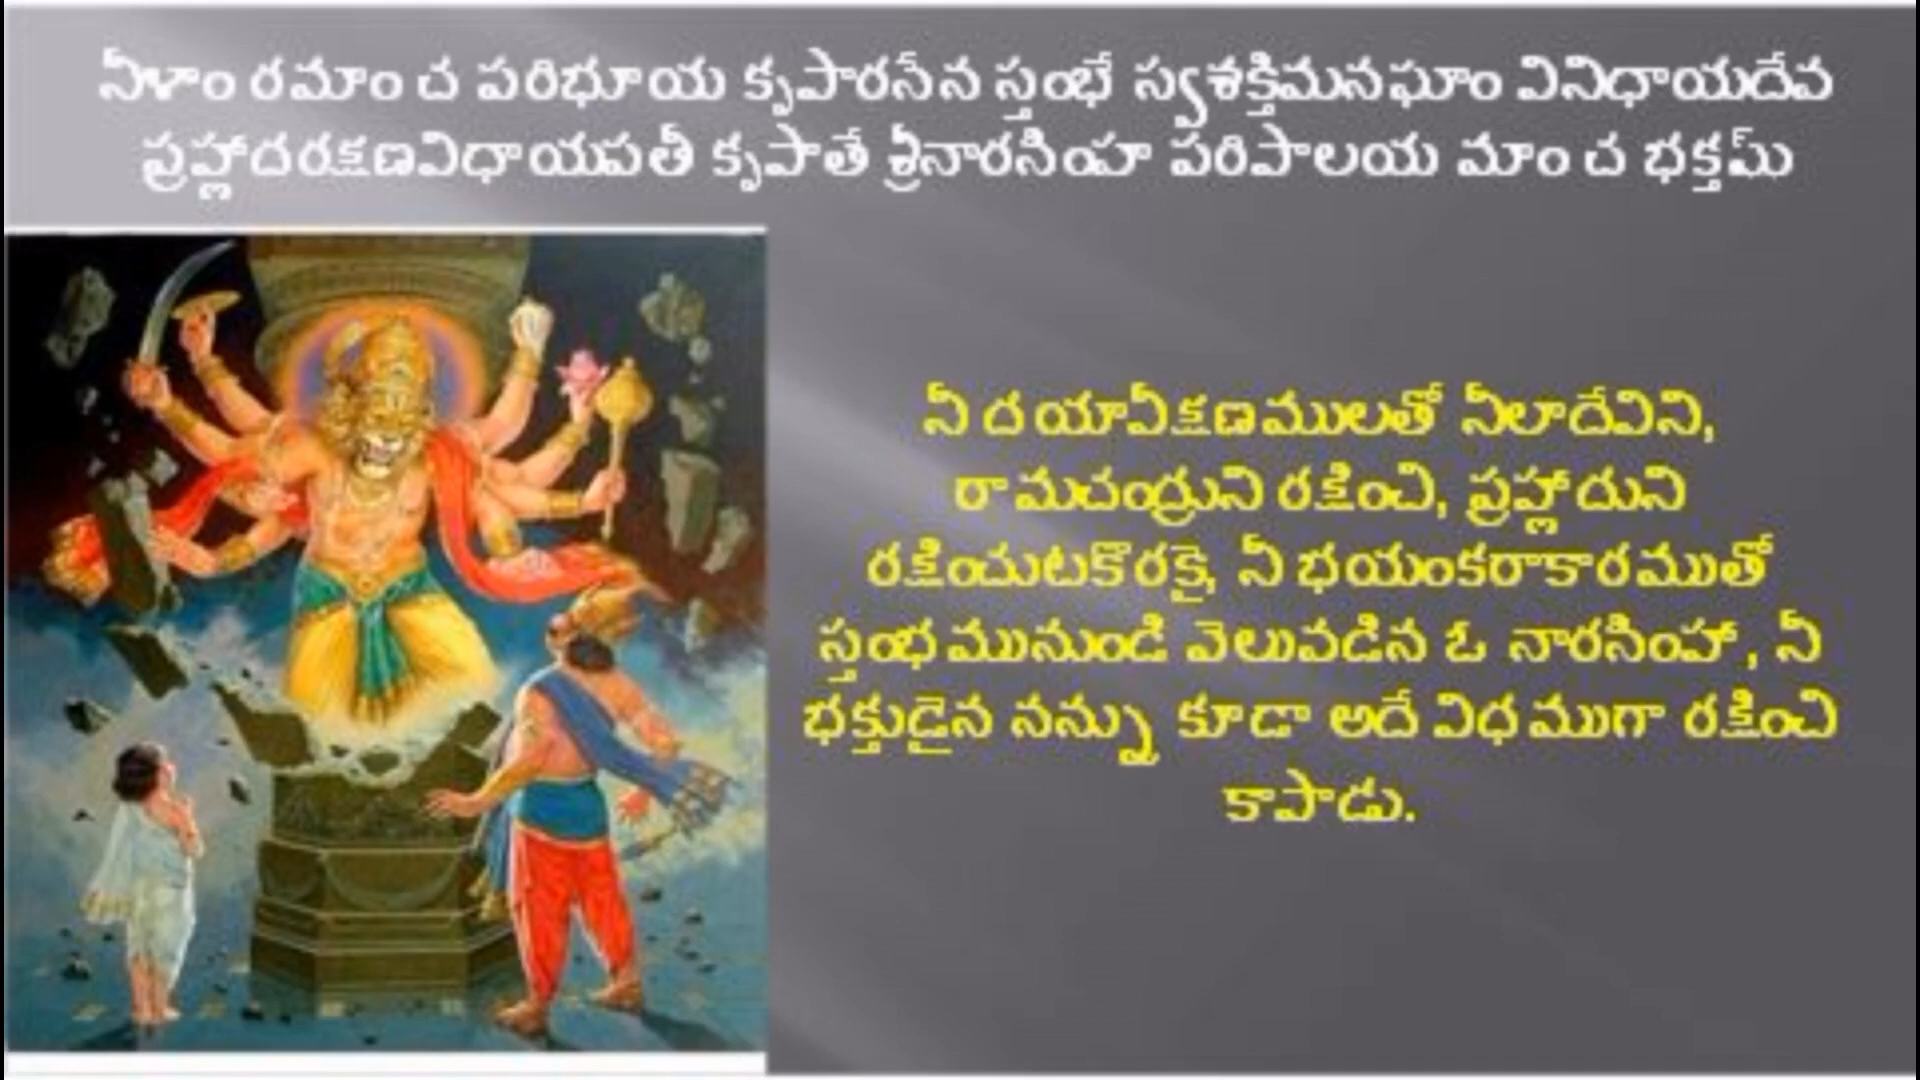 నీళాం రమాం చ పరిభూయ కృపారసేన స్తంభే స్వశక్తిమనఘాం వినిధాయదేవ
ప్రహ్లాదరక్షణవిధాయపతీ కృపాతే శ్రీనారసింహ పరిపాలయ మాం చ భక్తమ్
నీ దయావీక్షణములతో నీలాదేవిని,
రామచంద్రుని రక్షించి, ప్రహ్లాదుని
రక్షించుటకొరకై, నీ భయంకరాకారముతో
స్తంభమునుండి వెలువడిన ఓ నారసింహా, నీ
భక్తుడైన నన్ను కూడా అదే విధముగా రక్షించి
కాపాడు.